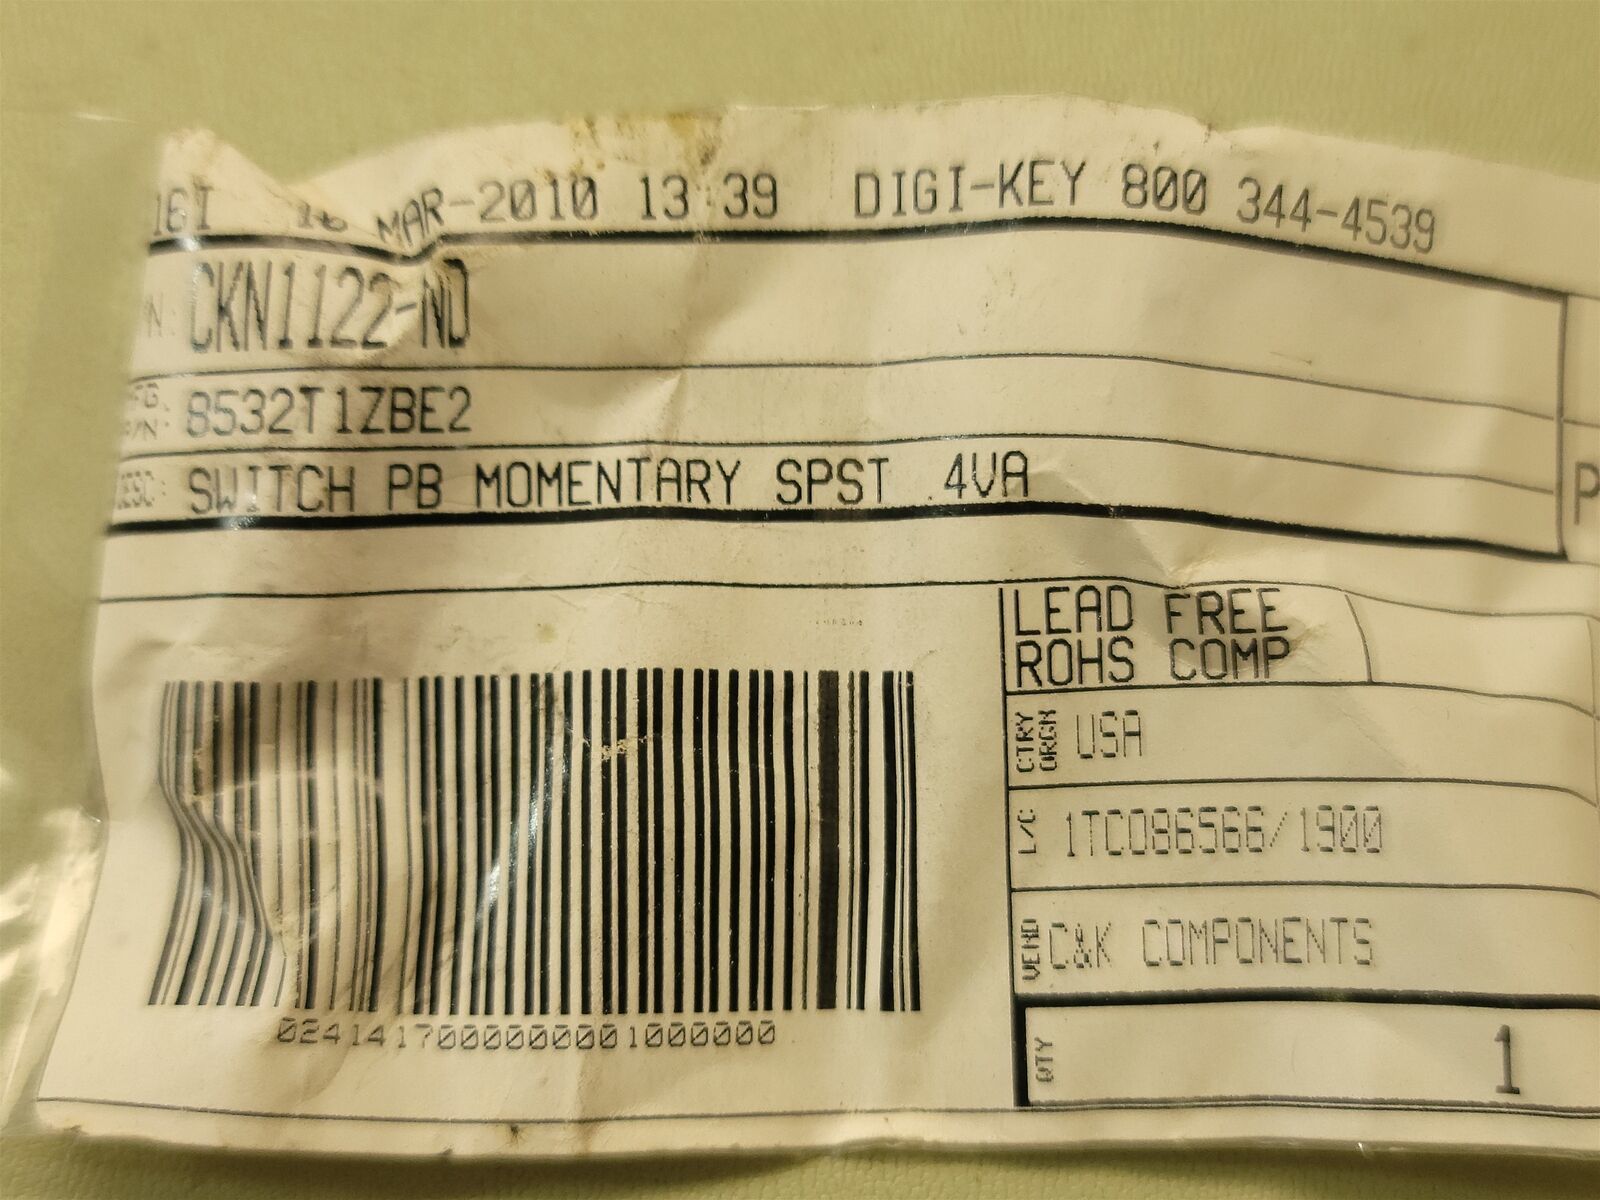 16I 16 MAR-2010 13:39 DIGI-KEY 800 344-4539
CKN1122-ND
8532T1ZBE2
SWITCH PB MOMENTARY SPST .4VA
P
LEAD FREE
ROHS COMP
CTRY ORGN USA
L/C: 1TC086566/1900
VEND C&K COMPONENTS
QTY 1
0241417000000001000000